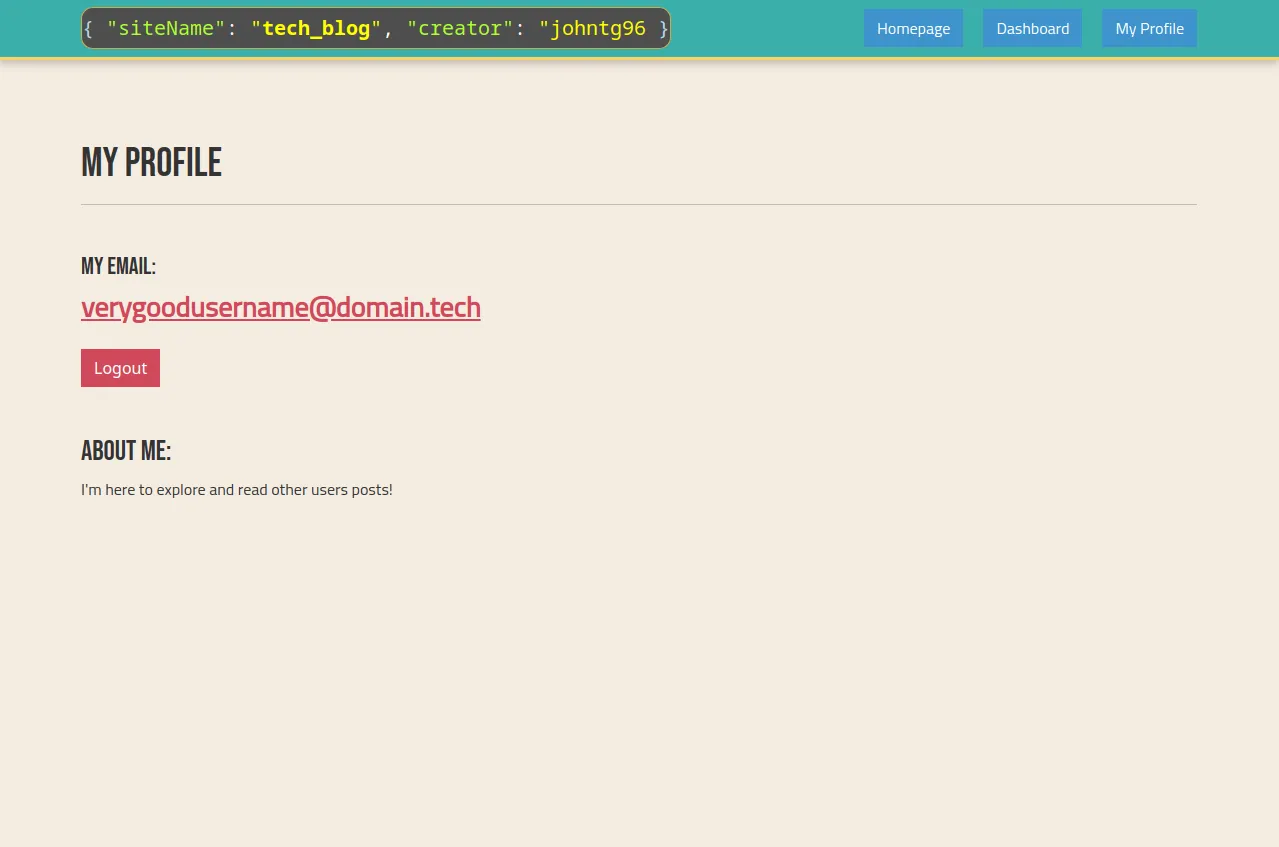 { "siteName": "tech_blog", "creator": "johntg96 }
Homepage
Dashboard
My Profile
MY PROFILE
MY EMAIL:
verygoodusername@domain.tech
Logout
ABOUT ME:
I'm here to explore and read other users posts!